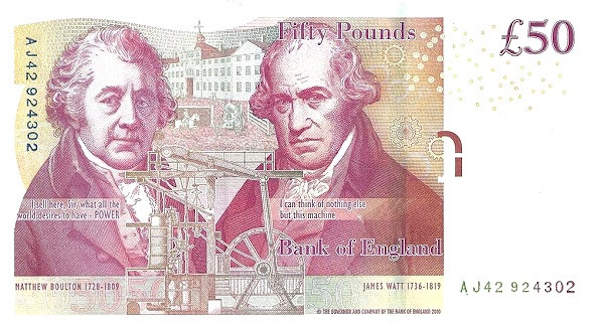 Fifty Pounds
£50
AJ42 924302
I sell here, Sir, what all the
world desires to have - POWER
I can think of nothing else
but this machine
Bank of England
MATTHEW BOULTON 1728-1809
JAMES WATT 1736-1819
AJ42 924302
© THE GOVERNOR AND COMPANY OF THE BANK OF ENGLAND 2010
50